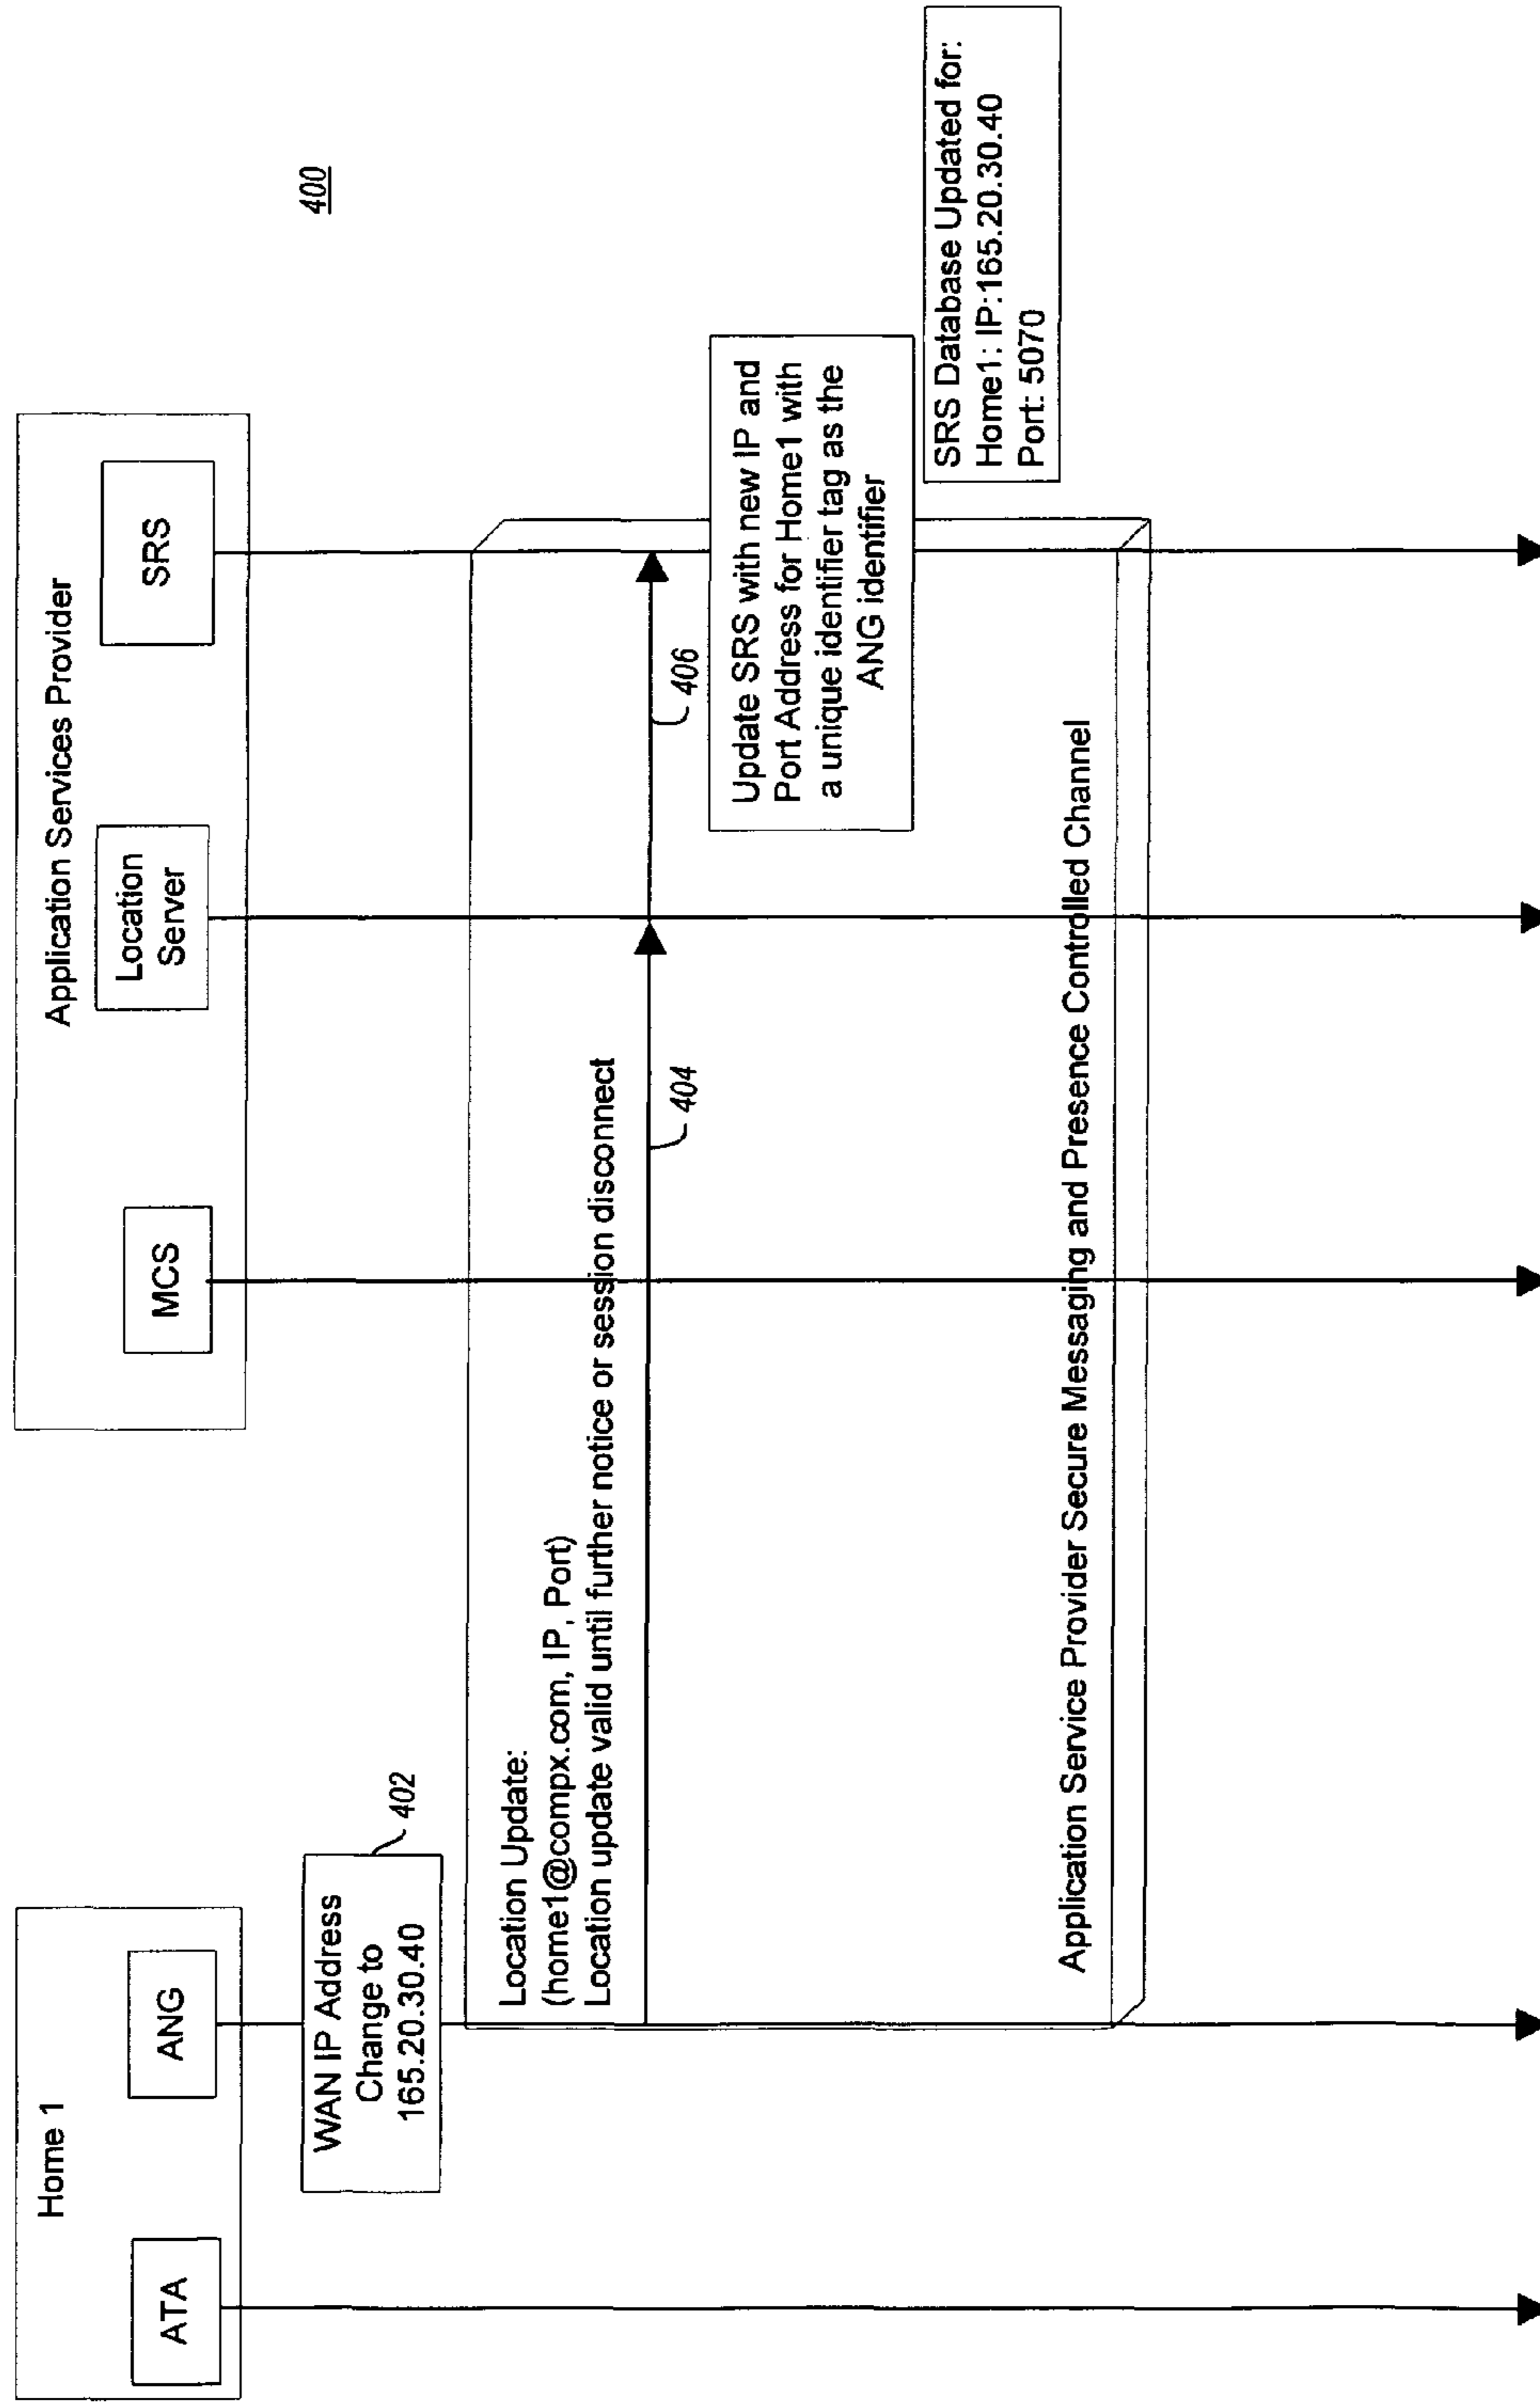 400
Home 1
ATA
ANG
Application Services Provider
MCS
Location
Server
SRS
WAN IP Address
Change to
165.20.30.40
402
Location Update:
(home1@compx.com, IP, Port)
Location update valid until further notice or session disconnect
404
406
Update SRS with new IP and
Port Address for Home1 with
a unique identifier tag as the
ANG identifier
SRS Database Updated for:
Home1: IP:165.20.30.40
Port: 5070
Application Service Provider Secure Messaging and Presence Controlled Channel